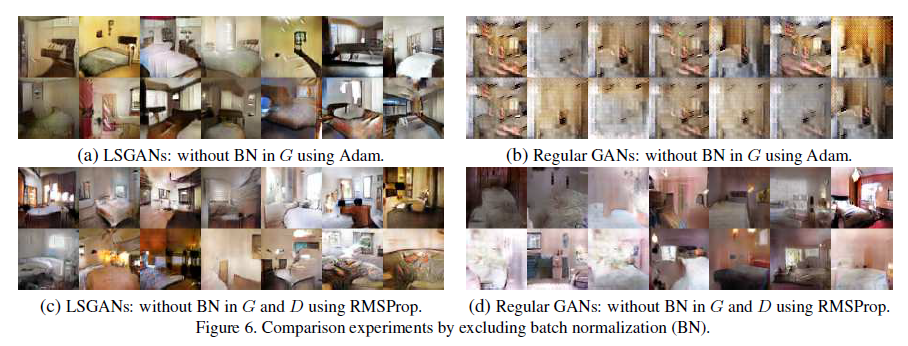 (a) LSGANs: without BN in G using Adam.
(b) Regular GANs: without BN in G using Adam.
(c) LSGANs: without BN in G and D using RMSProp.
(d) Regular GANs: without BN in G and D using RMSProp.
Figure 6. Comparison experiments by excluding batch normalization (BN).